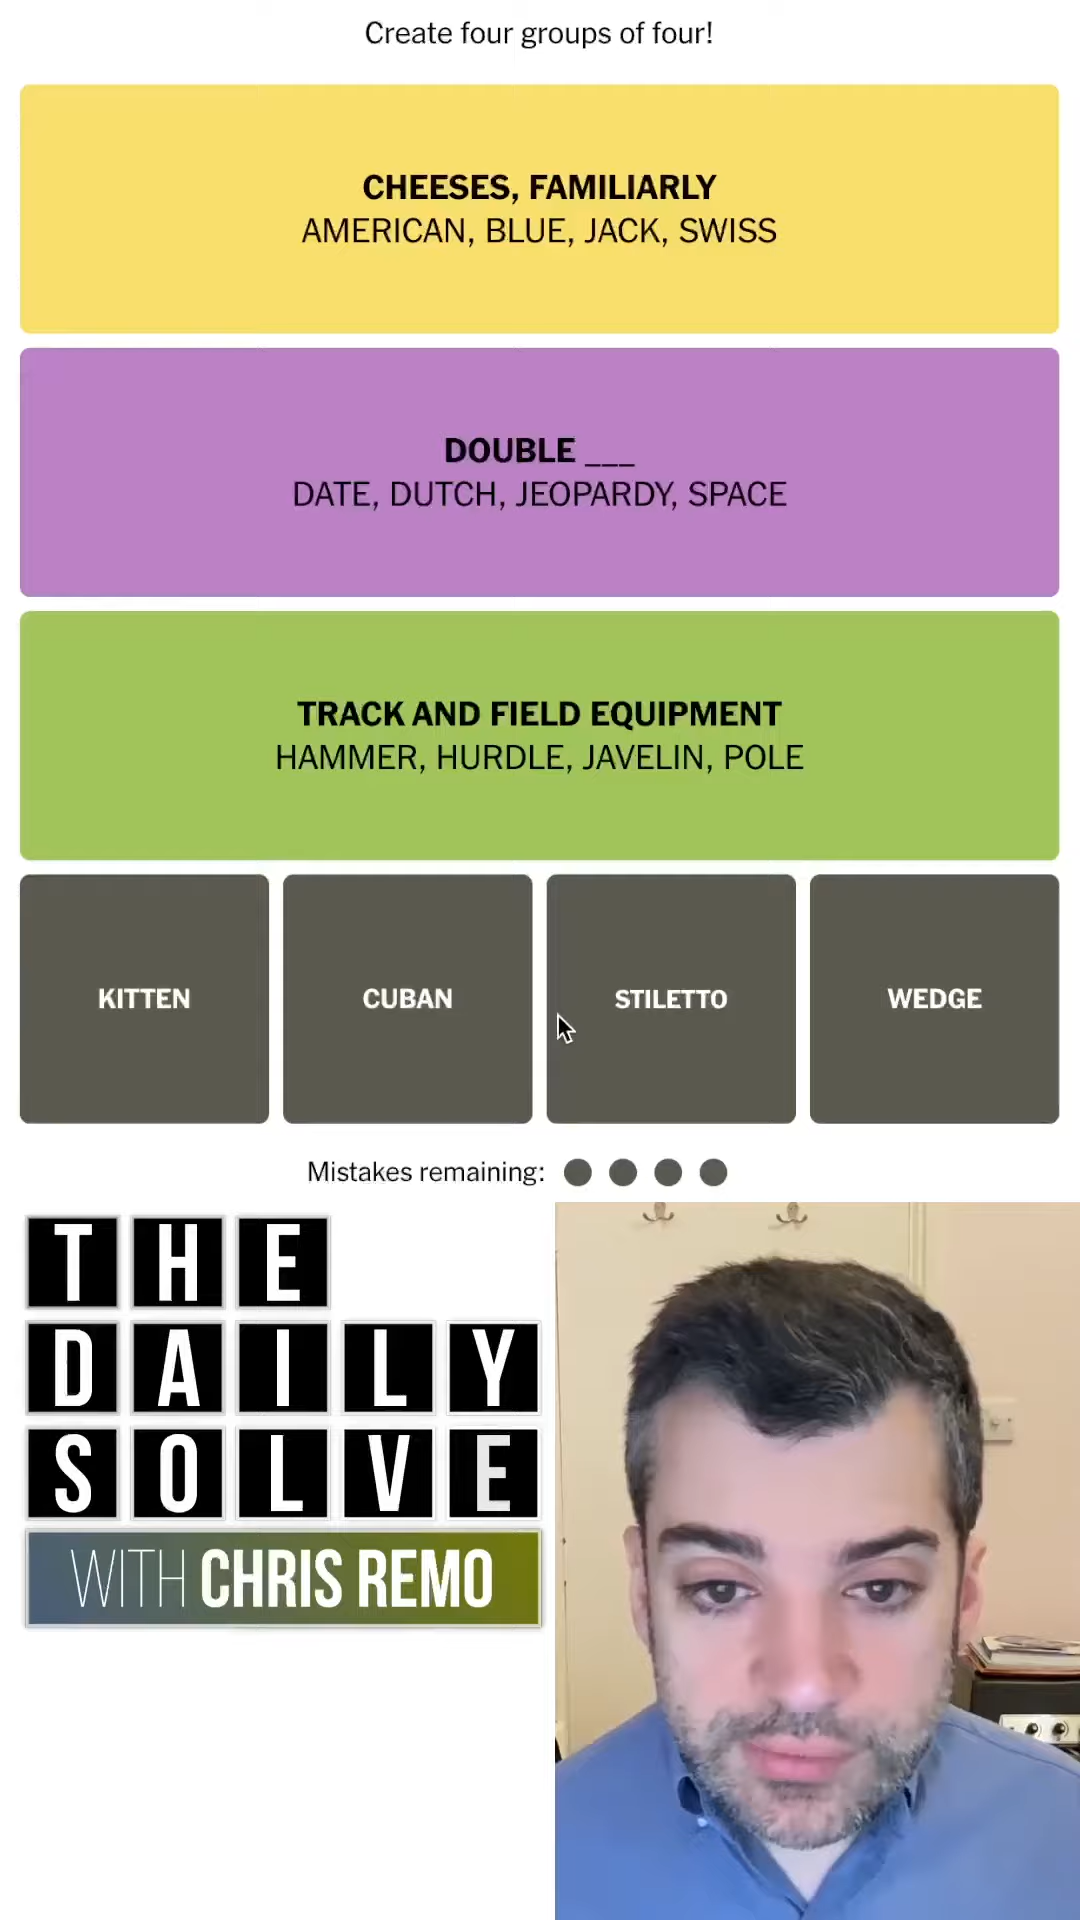 Create four groups of four!
CHEESES, FAMILIARLY
AMERICAN, BLUE, JACK, SWISS
DOUBLE ___
DATE, DUTCH, JEOPARDY, SPACE
TRACK AND FIELD EQUIPMENT
HAMMER, HURDLE, JAVELIN, POLE
KITTEN CUBAN STILETTO WEDGE
Mistakes remaining:
THE
DAILY
SOLVE
WITH CHRIS REMO